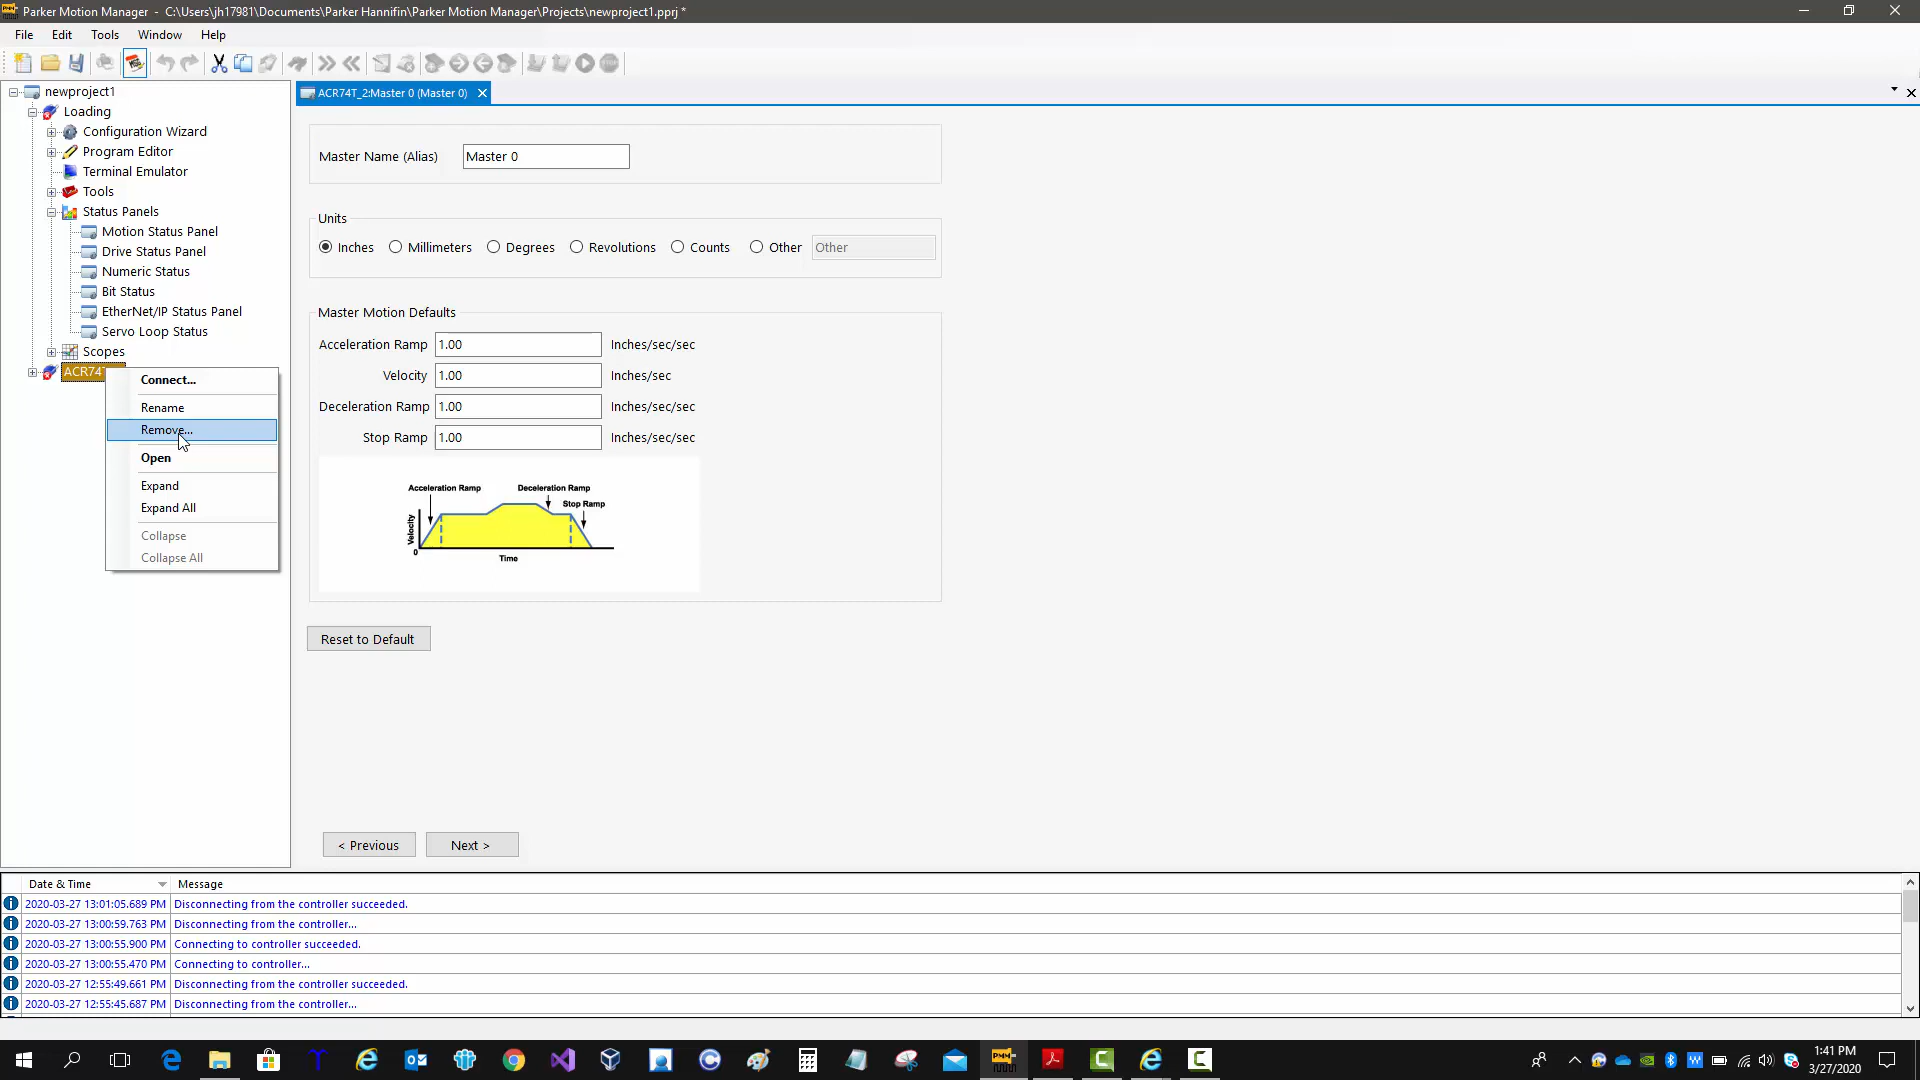 Parker Motion Manager - C:\Users\jh17981\Documents\Parker Hannifin\Parker Motion Manager\Projects\newproject1.pprj *
File Edit Tools Window Help
newproject1
Loading
Configuration Wizard
Program Editor
Terminal Emulator
Tools
Status Panels
Motion Status Panel
Drive Status Panel
Numeric Status
Bit Status
EtherNet/IP Status Panel
Servo Loop Status
Scopes
ACR74T
Connect...
Rename
Remove...
Open
Expand
Expand All
Collapse
Collapse All
ACR74T_2:Master 0 (Master 0)
Master Name (Alias) Master 0
Units
Inches Millimeters Degrees Revolutions Counts Other Other
Master Motion Defaults
Acceleration Ramp 1.00 Inches/sec/sec
Velocity 1.00 Inches/sec
Deceleration Ramp 1.00 Inches/sec/sec
Stop Ramp 1.00 Inches/sec/sec
Acceleration Ramp Deceleration Ramp
Stop Ramp
Velocity
0
Time
Reset to Default
< Previous Next >
Date & Time Message
2020-03-27 13:01:05.689 PM Disconnecting from the controller succeeded.
2020-03-27 13:00:59.763 PM Disconnecting from the controller...
2020-03-27 13:00:55.900 PM Connecting to controller succeeded.
2020-03-27 13:00:55.470 PM Connecting to controller...
2020-03-27 12:55:49.661 PM Disconnecting from the controller succeeded.
2020-03-27 12:55:45.687 PM Disconnecting from the controller...
1:41 PM
3/27/2020